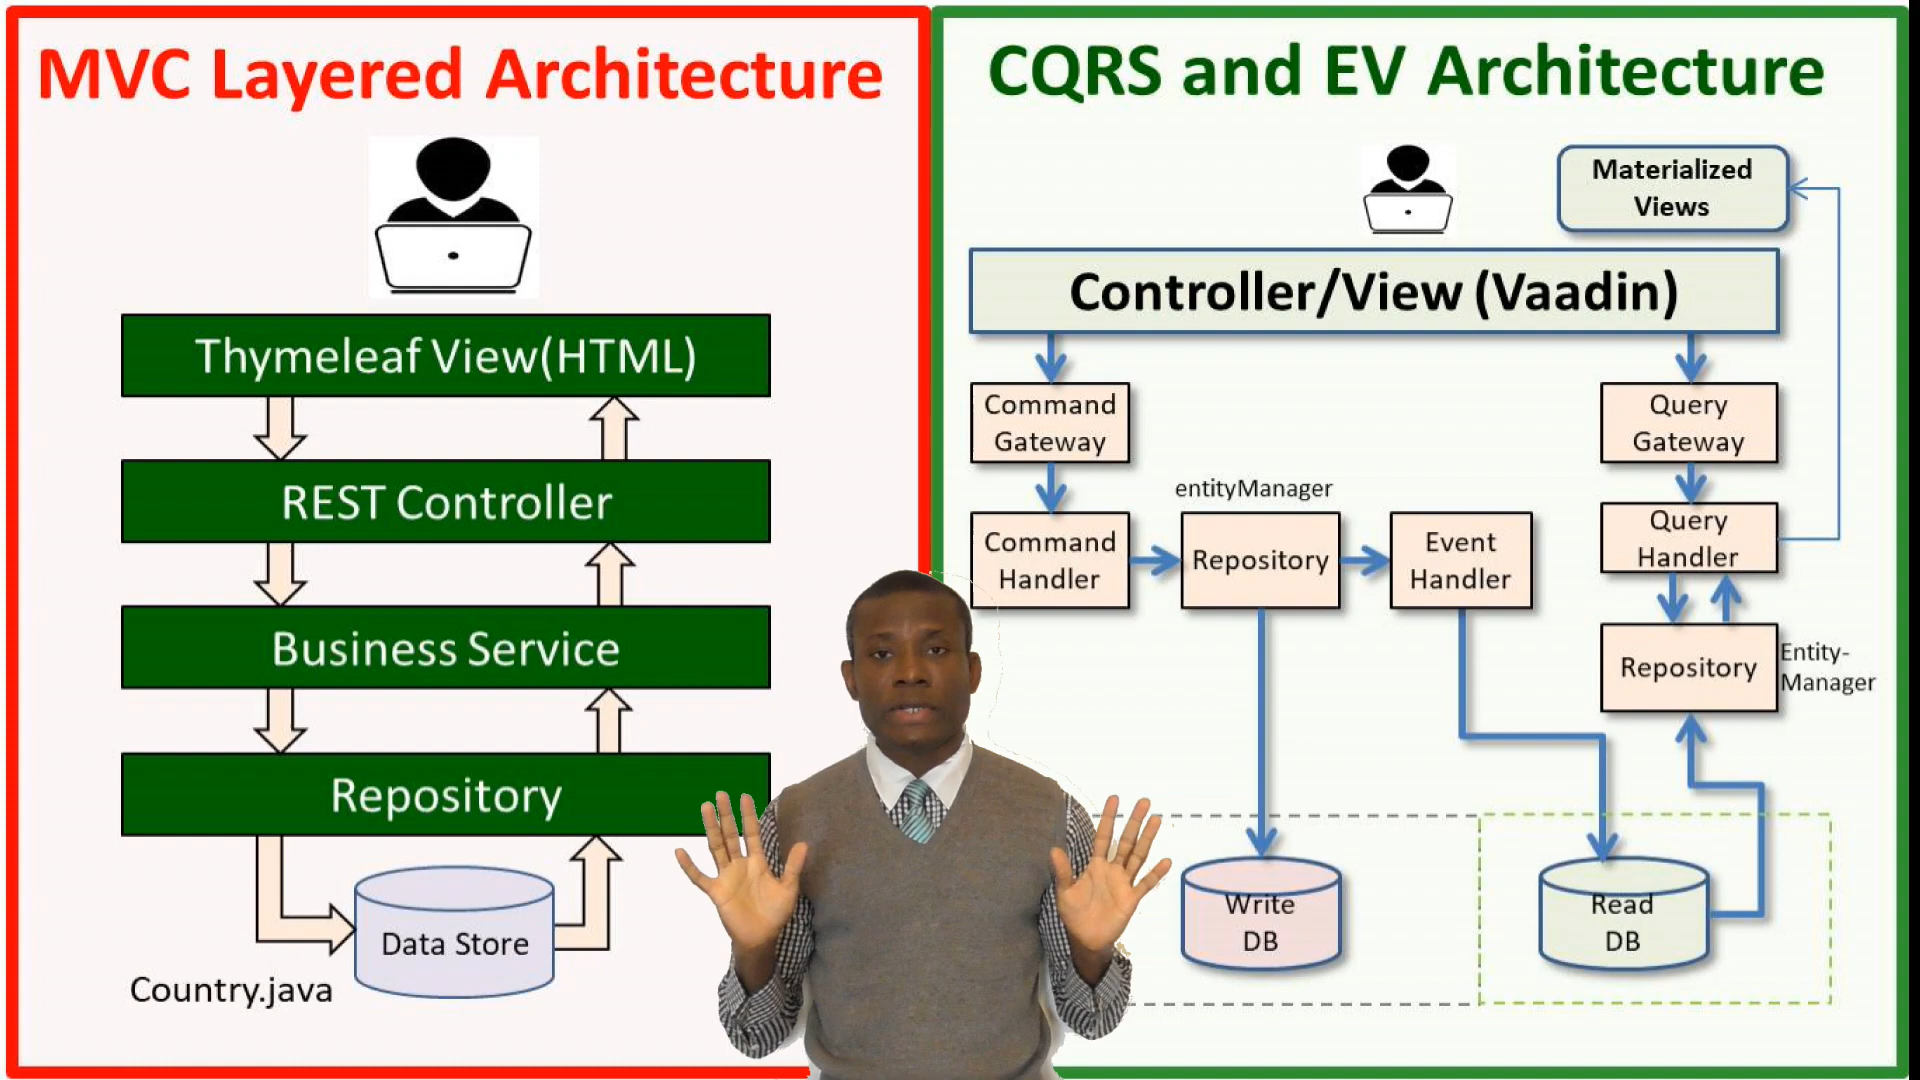 MVC Layered Architecture
Thymeleaf View(HTML)
REST Controller
Business Service
Repository
Data Store
Country.java
CQRS and EV Architecture
Materialized
Views
Controller/View (Vaadin)
Command
Gateway
Query
Gateway
entityManager
Command
Handler
Repository
Event
Handler
Query
Handler
Repository
Entity-
Manager
Write
DB
Read
DB